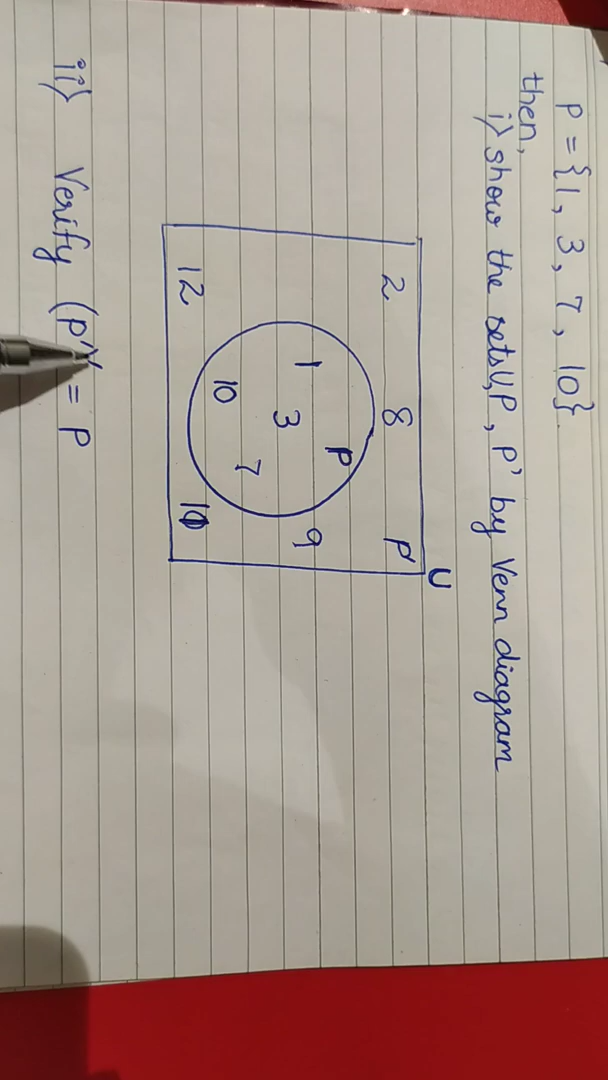 P = {1, 3, 7, 10}
then,
i) show the sets U, P, P' by Venn diagram
U
2 8 P'
P 9
1
3
7
10
12
ii) Verify (P')' = P